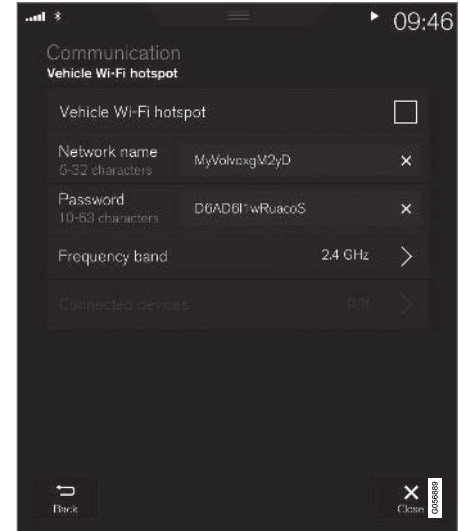 09:46
Communication
Vehicle Wi-Fi hotspot
Vehicle Wi-Fi hotspot
Network name
6-32 characters
MyVolvoxgM2yD
Password
10-63 characters
D6AD6l1wRuacoS
Frequency band
2.4 GHz
Connected devices
0/8
Back
Close
G056889